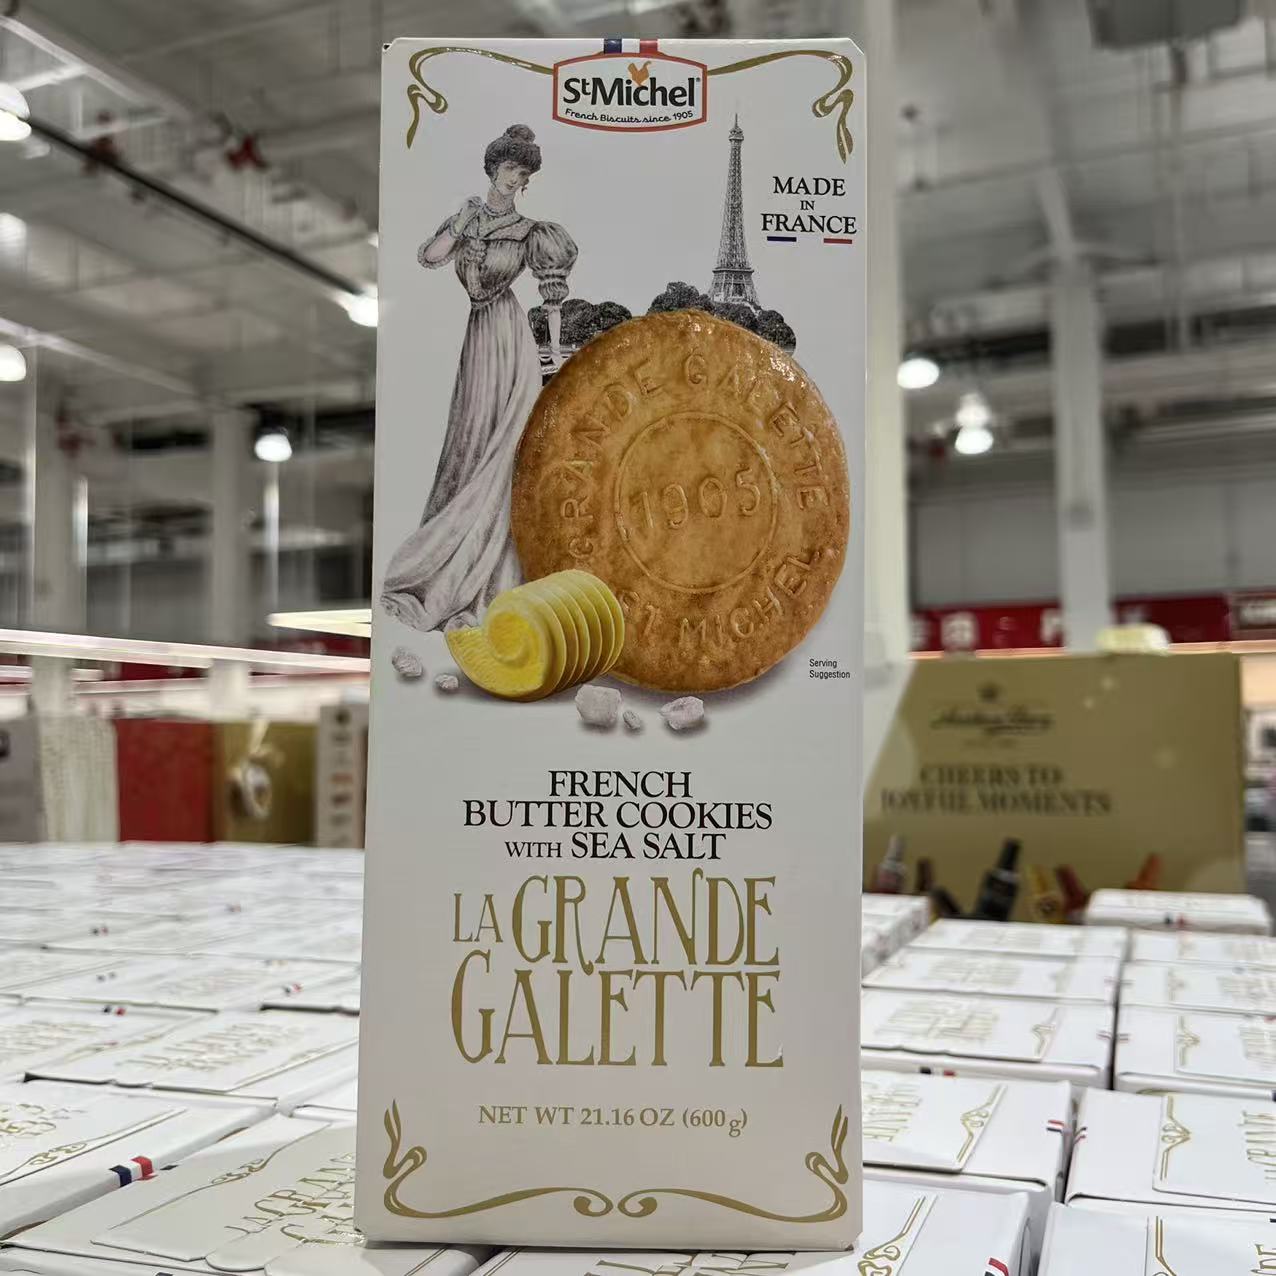 StMichel
French Biscuits since 1905
MADE
IN
FRANCE
GRANDE GALETTE
1905
ST MICHEL
Serving
Suggestion
FRENCH
BUTTER COOKIES
WITH SEA SALT
LA GRANDE
GALETTE
NET WT 21.16 OZ (600 g)
CHEERS TO
JOYFUL MOMENTS